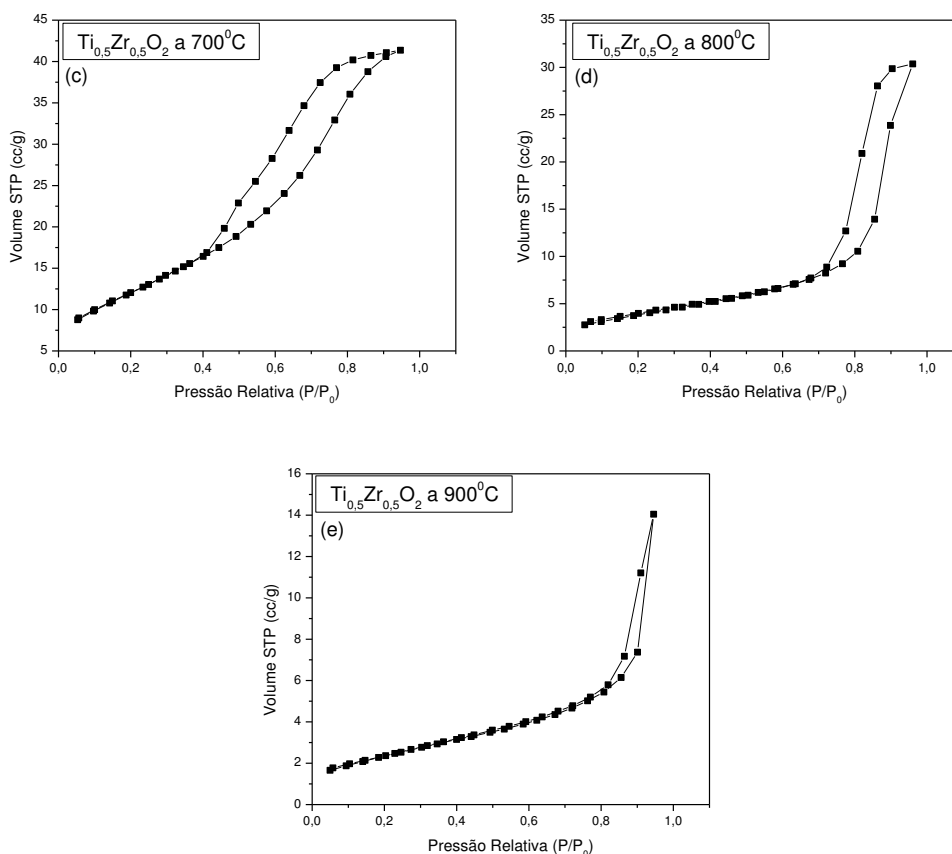 Ti0,5Zr0,5O2 a 700⁰C
(c)
45
40
35
30
25
20
15
10
5
Volume STP (cc/g)
0,0 0,2 0,4 0,6 0,8 1,0
Pressão Relativa (P/P0)
Ti0,5Zr0,5O2 a 800⁰C
(d)
35
30
25
20
15
10
5
0
Volume STP (cc/g)
0,0 0,2 0,4 0,6 0,8 1,0
Pressão Relativa (P/P0)
Ti0,5Zr0,5O2 a 900⁰C
(e)
16
14
12
10
8
6
4
2
0
Volume STP (cc/g)
0,0 0,2 0,4 0,6 0,8 1,0
Pressão Relativa (P/P0)